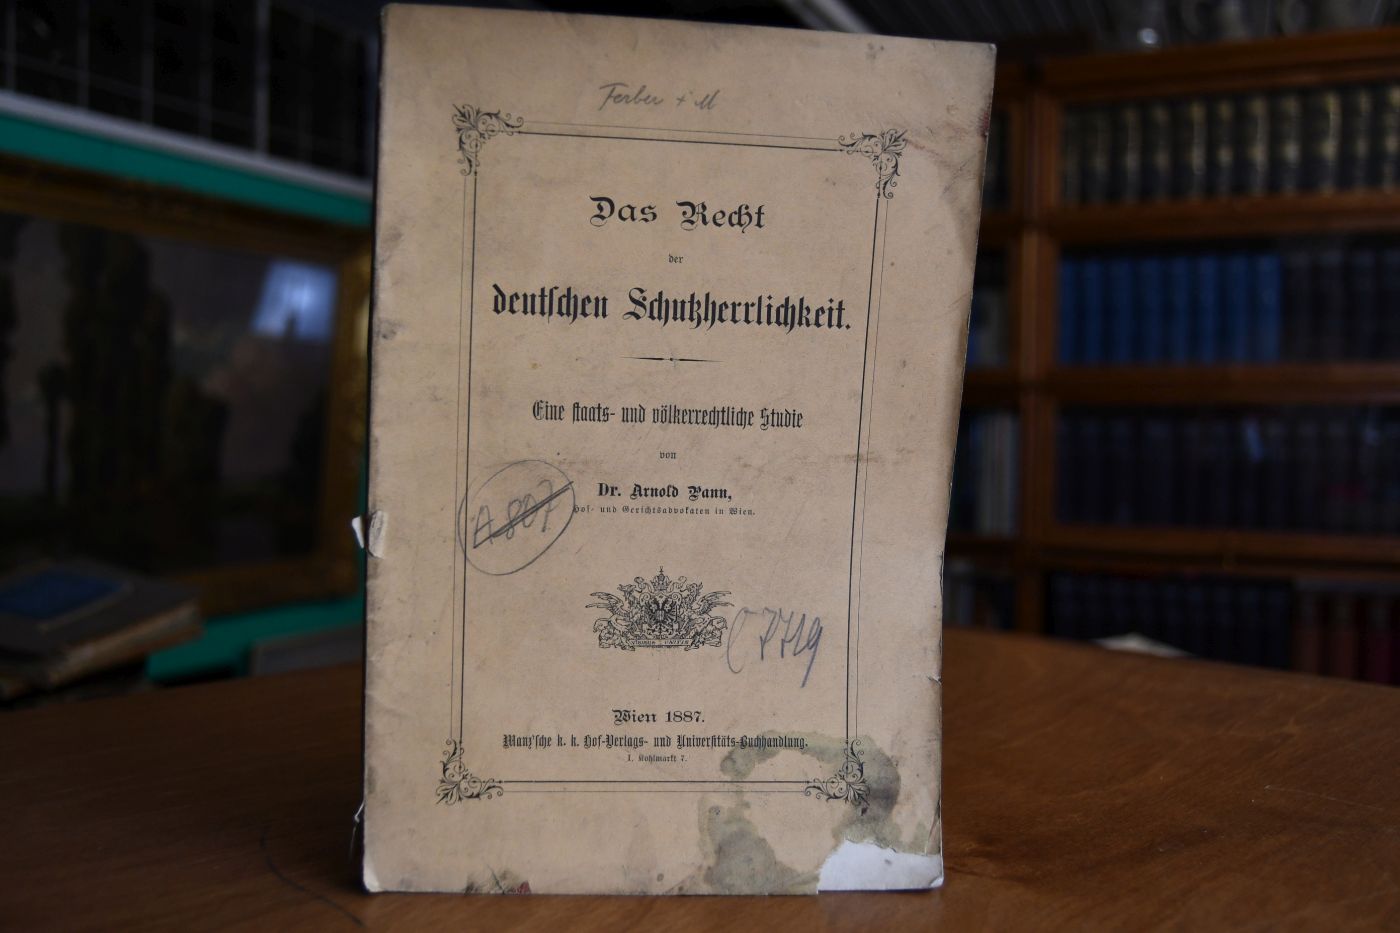 Das Recht
der
deutschen Schutzherrlichkeit.
Eine staats- und völkerrechtliche Studie
von
Dr. Arnold Pann,
Hof- und Gerichtsadvokaten in Wien.
A 807
7719
Wien 1887.
Manz'sche k. k. Hof-Verlags- und Universitäts-Buchhandlung.
I. Kohlmarkt 7.